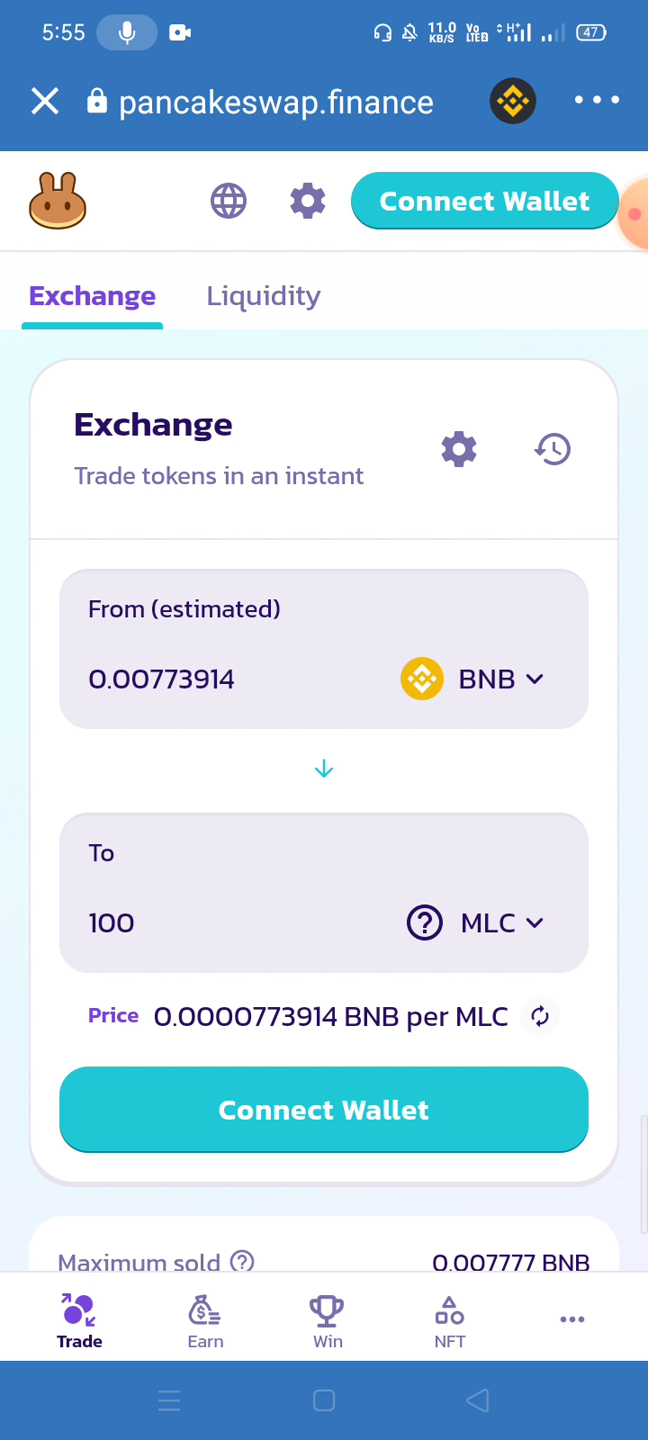 5:55
11.0 KB/S
Vo LTE2
H+
47
pancakeswap.finance
Connect Wallet
Exchange
Liquidity
Exchange
Trade tokens in an instant
From (estimated)
0.00773914
BNB
To
100
MLC
Price 0.0000773914 BNB per MLC
Connect Wallet
Maximum sold
0.007777 BNB
Trade
Earn
Win
NFT